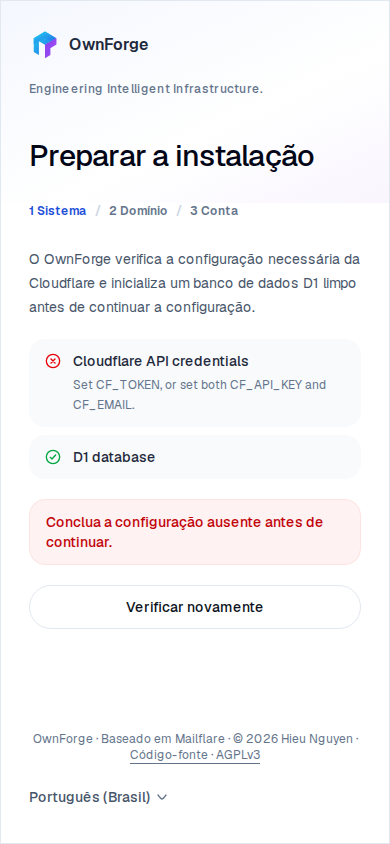 OwnForge
Engineering Intelligent Infrastructure.
Preparar a instalação
1 Sistema / 2 Domínio / 3 Conta
O OwnForge verifica a configuração necessária da
Cloudflare e inicializa um banco de dados D1 limpo
antes de continuar a configuração.
Cloudflare API credentials
Set CF_TOKEN, or set both CF_API_KEY and
CF_EMAIL.
D1 database
Conclua a configuração ausente antes de
continuar.
Verificar novamente
OwnForge · Baseado em Mailflare · © 2026 Hieu Nguyen ·
Código-fonte · AGPLv3
Português (Brasil)